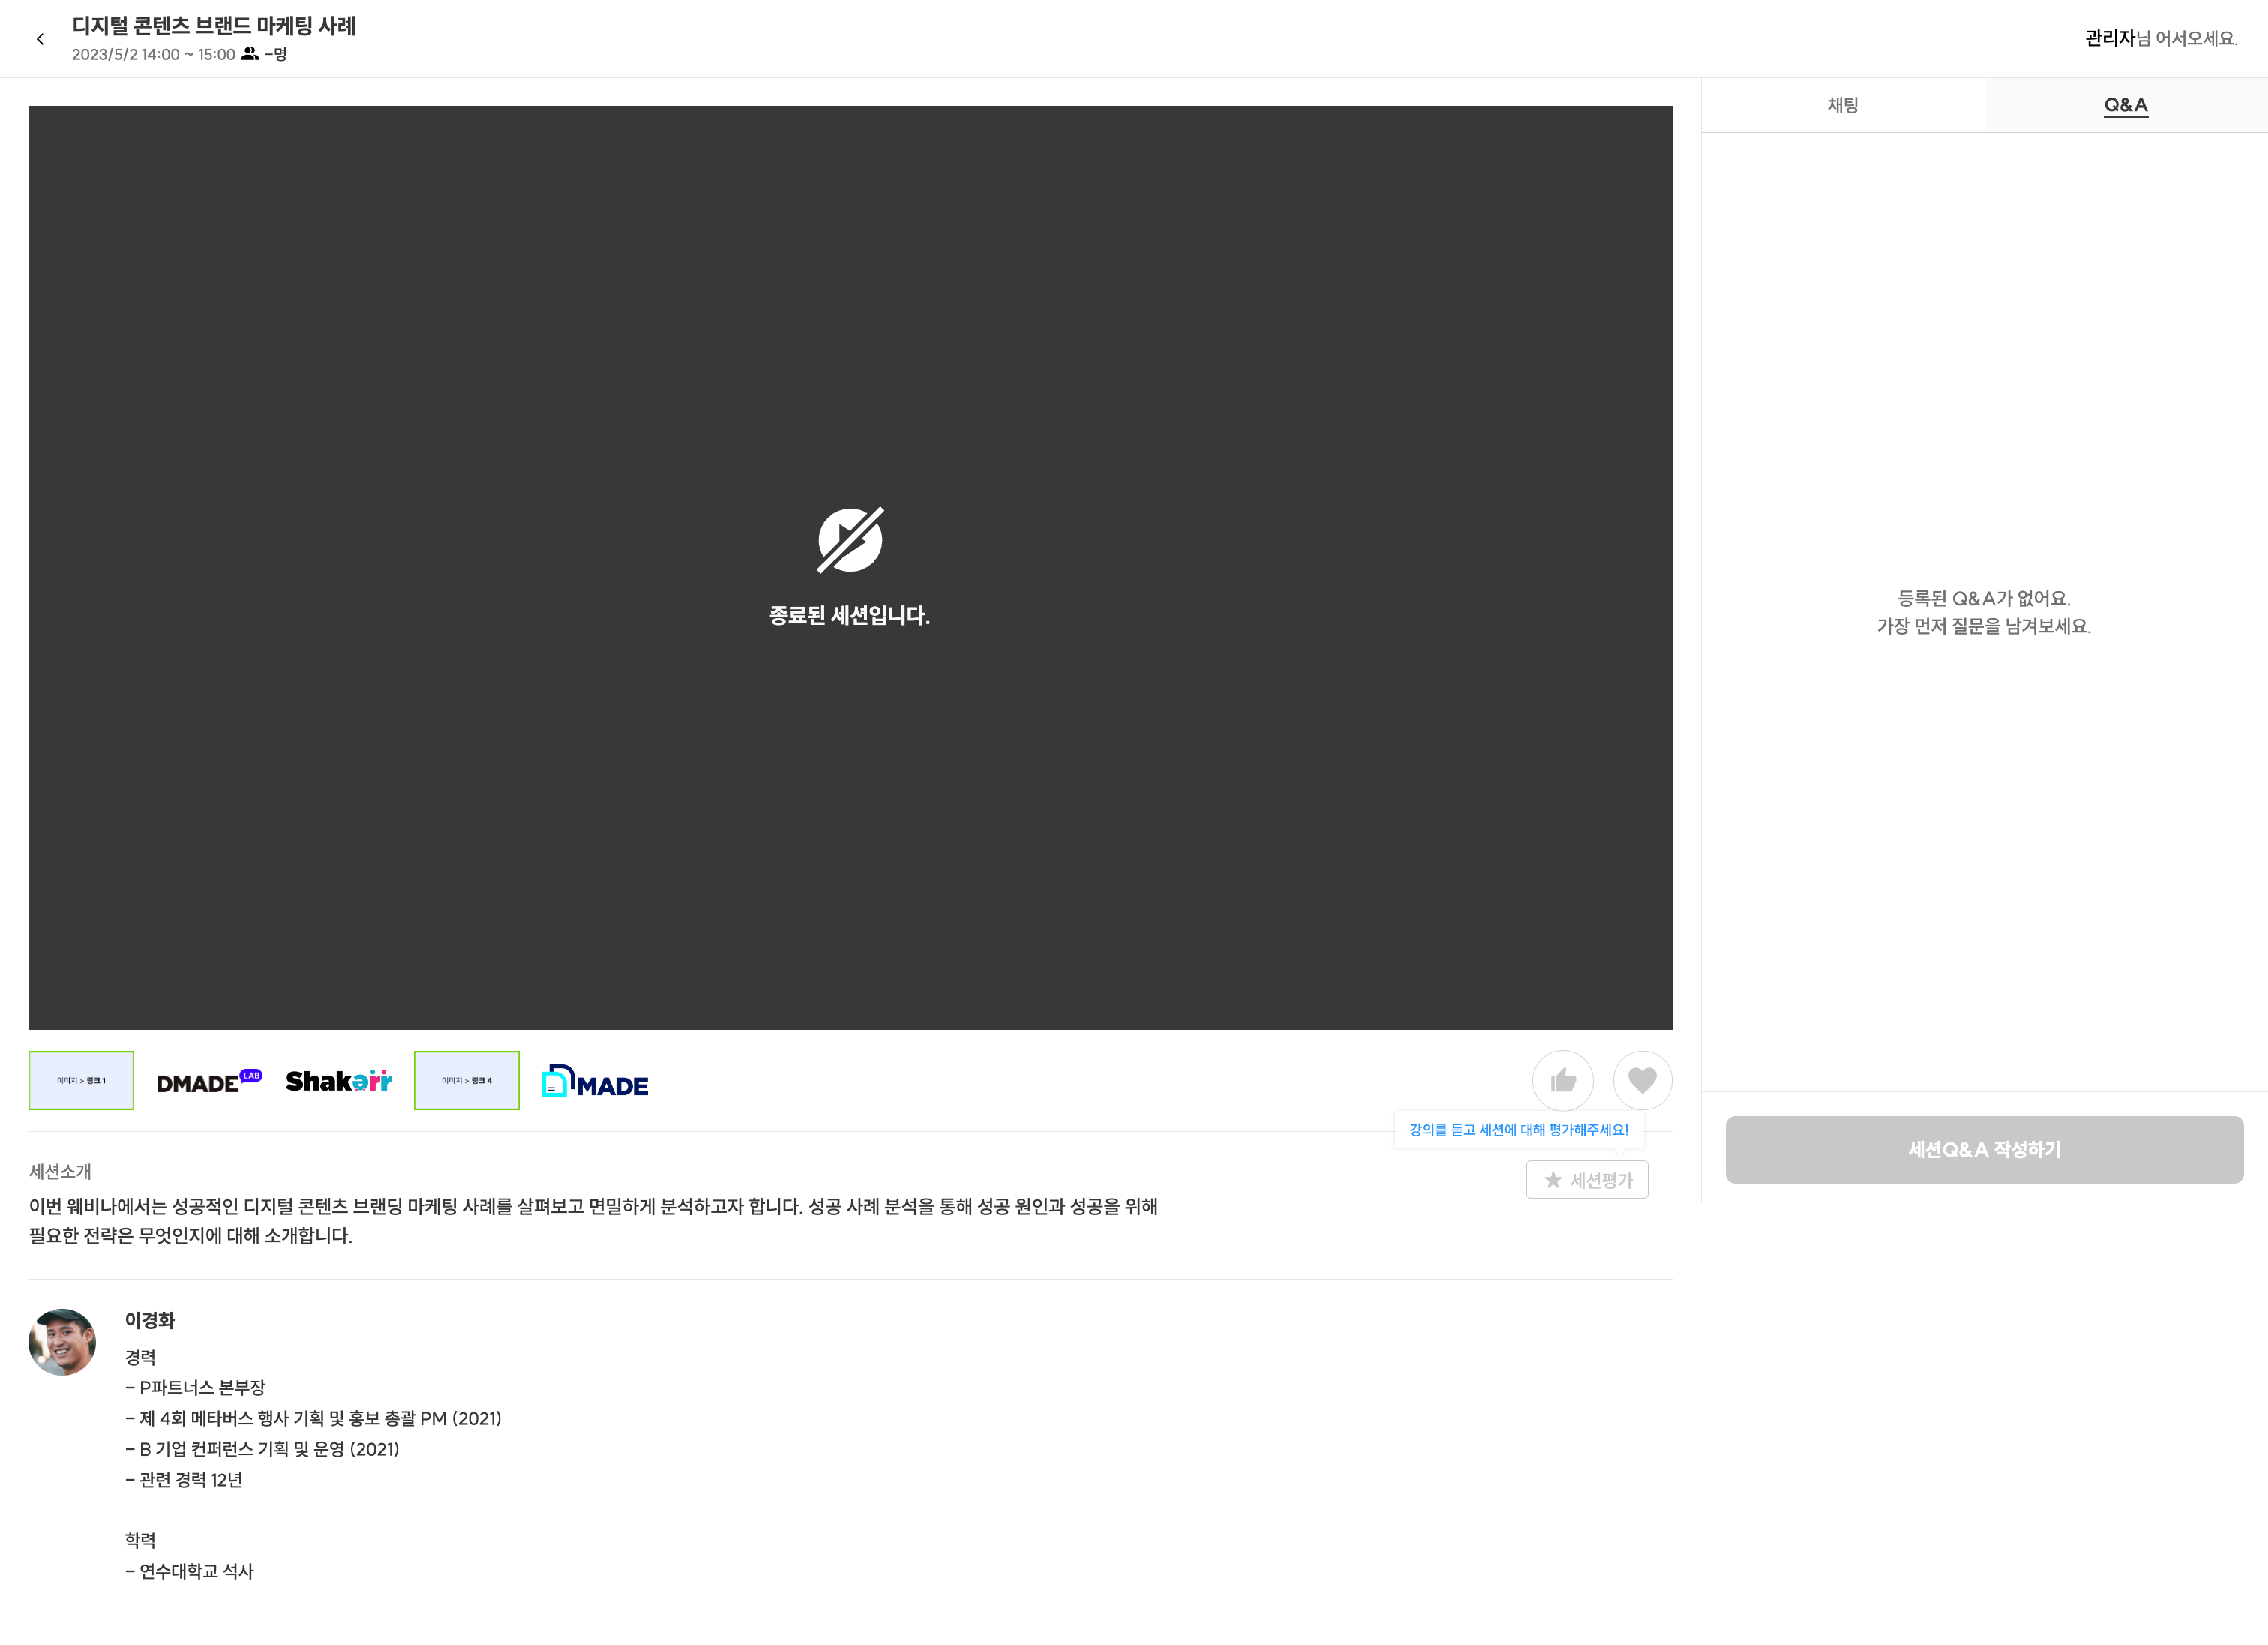 디지털 콘텐츠 브랜드 마케팅 사례
2023/5/2 14:00 ~ 15:00 -명
관리자님 어서오세요.
채팅
Q&A
종료된 세션입니다.
등록된 Q&A가 없어요.
가장 먼저 질문을 남겨보세요.
이미지 > 링크 1
DMADE LAB
Shakərr
이미지 > 링크 4
DMADE
강의를 듣고 세션에 대해 평가해주세요!
세션Q&A 작성하기
세션소개
★ 세션평가
이번 웨비나에서는 성공적인 디지털 콘텐츠 브랜딩 마케팅 사례를 살펴보고 면밀하게 분석하고자 합니다. 성공 사례 분석을 통해 성공 원인과 성공을 위해
필요한 전략은 무엇인지에 대해 소개합니다.
이경화
경력
- P파트너스 본부장
- 제 4회 메타버스 행사 기획 및 홍보 총괄 PM (2021)
- B 기업 컨퍼런스 기획 및 운영 (2021)
- 관련 경력 12년
학력
- 연수대학교 석사